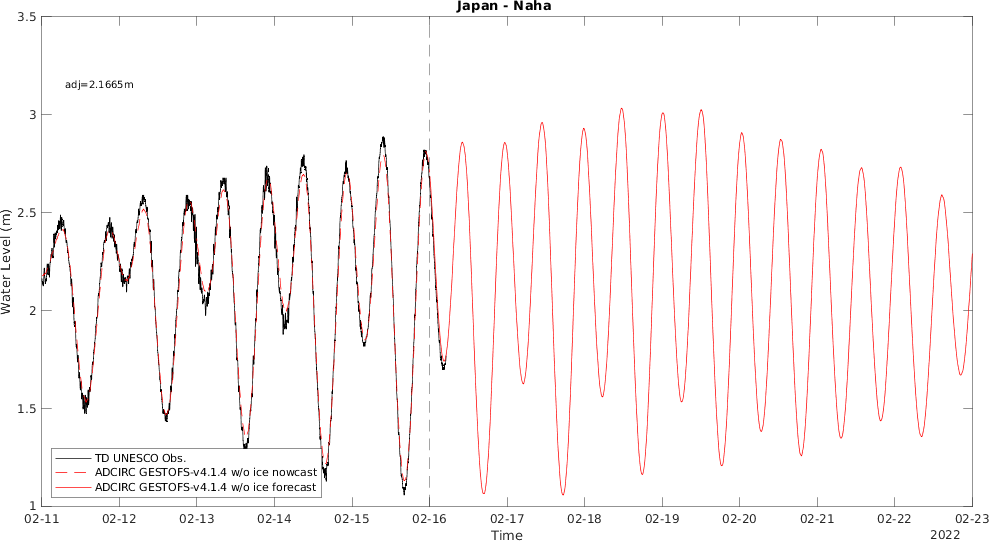 Japan - Naha
3.5
adj=2.1665m
3
2.5
Water Level (m)
2
1.5
TD UNESCO Obs.
ADCIRC GESTOFS-v4.1.4 w/o ice nowcast
ADCIRC GESTOFS-v4.1.4 w/o ice forecast
1
02-11 02-12 02-13 02-14 02-15 02-16 02-17 02-18 02-19 02-20 02-21 02-22 02-23
Time
2022